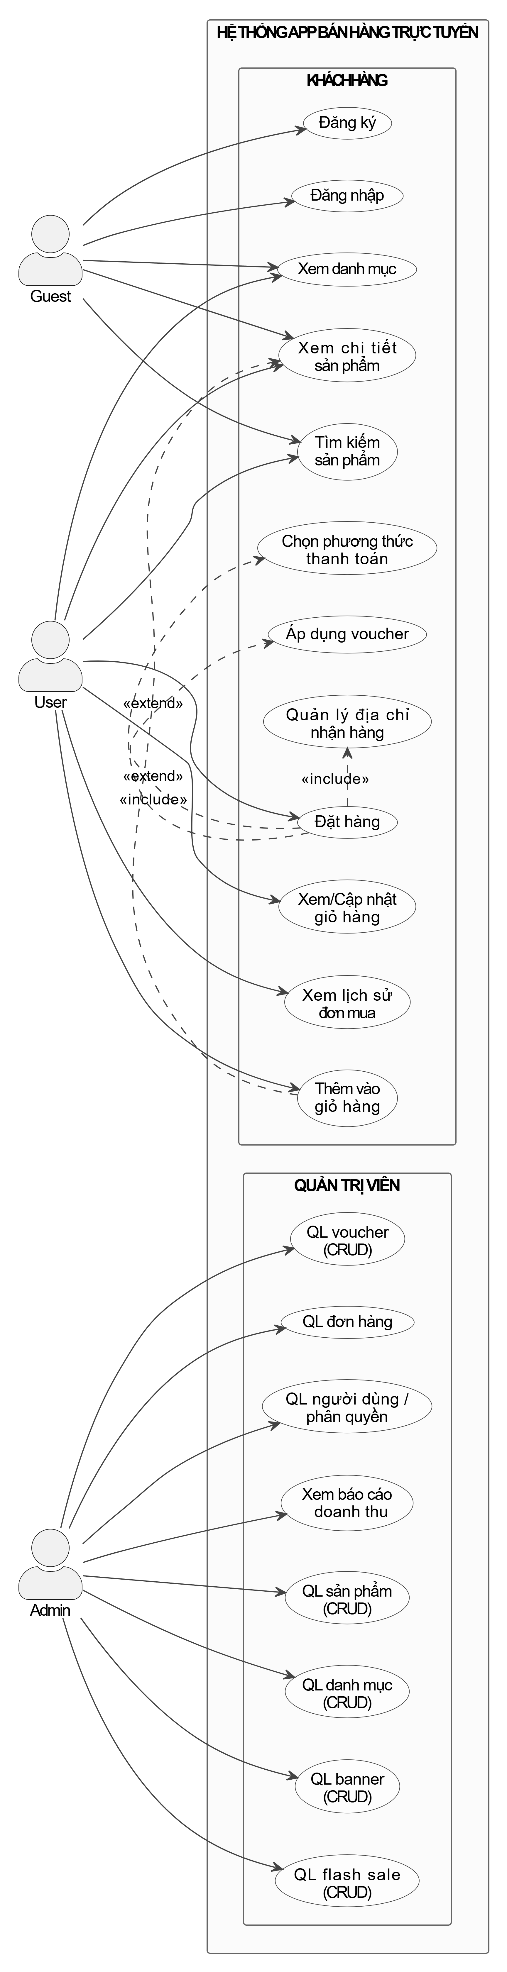 HỆ THỐNG APP BÁN HÀNG TRỰC TUYẾN
KHÁCH HÀNG
Đăng ký
Đăng nhập
Xem danh mục
Xem chi tiết
sản phẩm
Tìm kiếm
sản phẩm
Chọn phương thức
thanh toán
Áp dụng voucher
Quản lý địa chỉ
nhận hàng
Đặt hàng
Xem/Cập nhật
giỏ hàng
Xem lịch sử
đơn mua
Thêm vào
giỏ hàng
Guest
User
«extend»
«extend»
«include»
«include»
QUẢN TRỊ VIÊN
QL voucher
(CRUD)
QL đơn hàng
QL người dùng /
phân quyền
Xem báo cáo
doanh thu
QL sản phẩm
(CRUD)
QL danh mục
(CRUD)
QL banner
(CRUD)
QL flash sale
(CRUD)
Admin